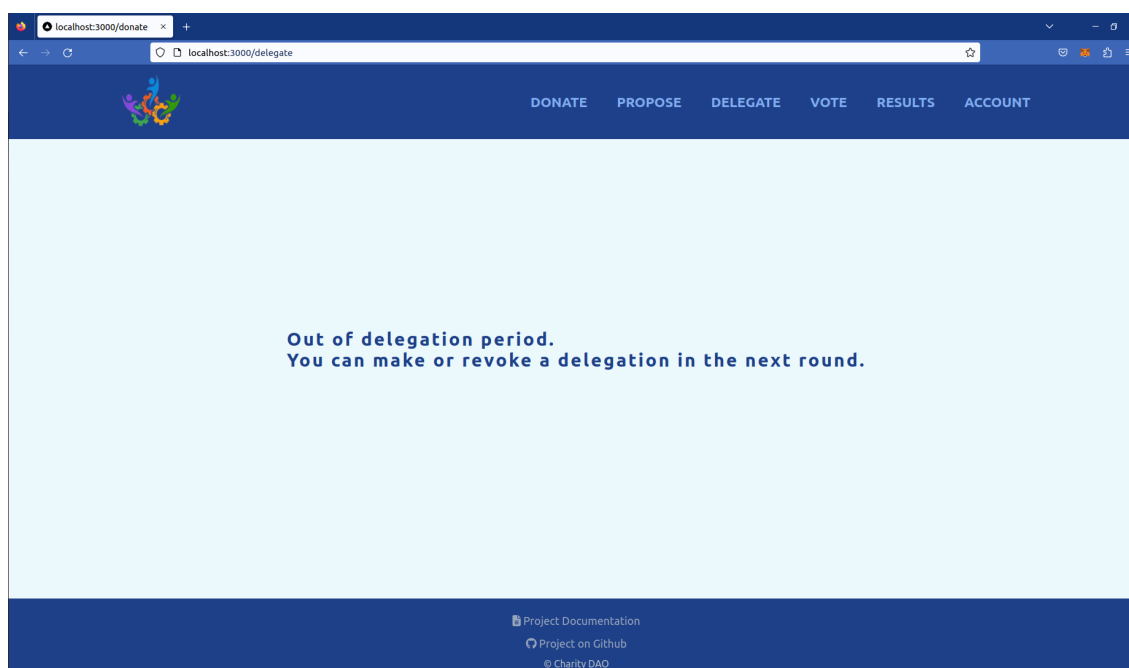 localhost:3000/donate
localhost:3000/delegate
DONATE PROPOSE DELEGATE VOTE RESULTS ACCOUNT
Out of delegation period.
You can make or revoke a delegation in the next round.
Project Documentation
Project on Github
© Charity DAO